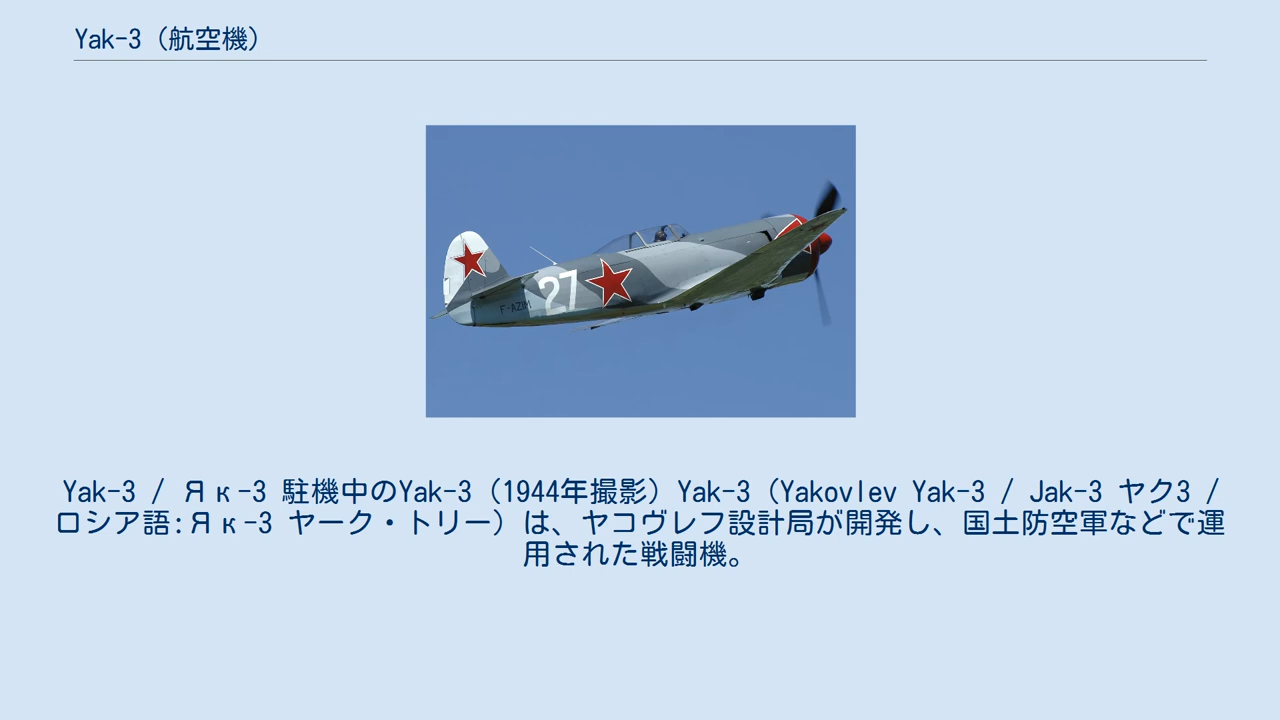 Yak-3（航空機）
27
F-AZIM
Yak-3 / Як-3 駐機中のYak-3（1944年撮影）Yak-3（Yakovlev Yak-3 / Jak-3 ヤク3 /
ロシア語:Як-3 ヤーク・トリー）は、ヤコヴレフ設計局が開発し、国土防空軍などで運
用された戦闘機。